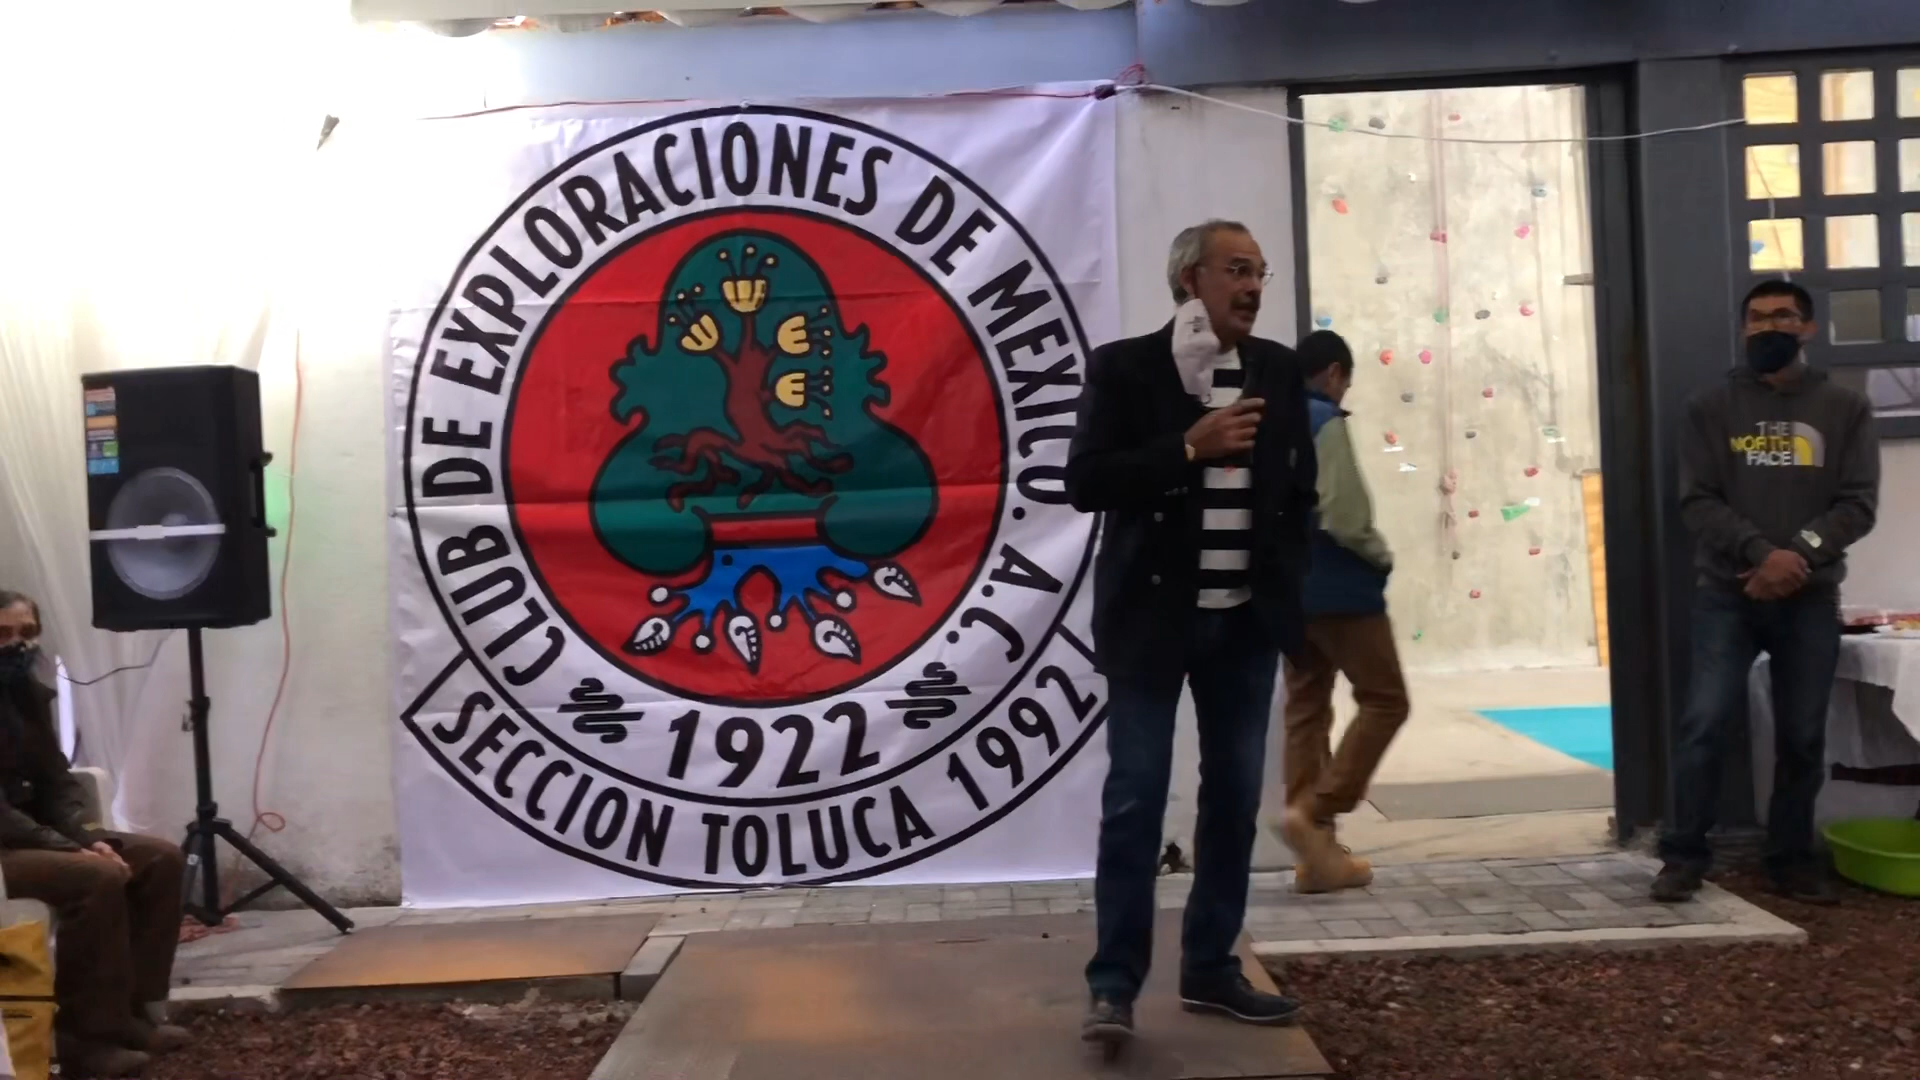 CLUB DE EXPLORACIONES DE MEXICO. A.C.
1922
SECCION TOLUCA 1992
THE
NORTH
FACE